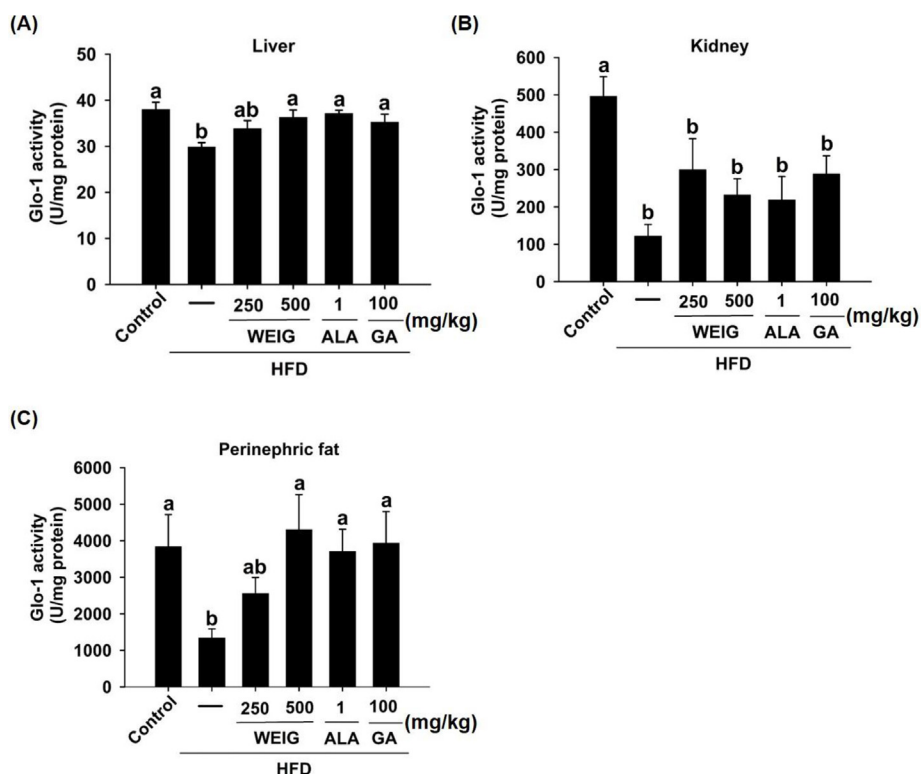 (A)
Liver
Glo-1 activity
(U/mg protein)
50
40
30
20
10
0
a
b
ab
a
a
a
Control
—
250
500
1
100
(mg/kg)
WEIG
ALA
GA
HFD
(B)
Kidney
Glo-1 activity
(U/mg protein)
600
500
400
300
200
100
0
a
b
b
b
b
b
Control
—
250
500
1
100
(mg/kg)
WEIG
ALA
GA
HFD
(C)
Perinephric fat
Glo-1 activity
(U/mg protein)
6000
5000
4000
3000
2000
1000
0
a
b
ab
a
a
a
Control
—
250
500
1
100
(mg/kg)
WEIG
ALA
GA
HFD